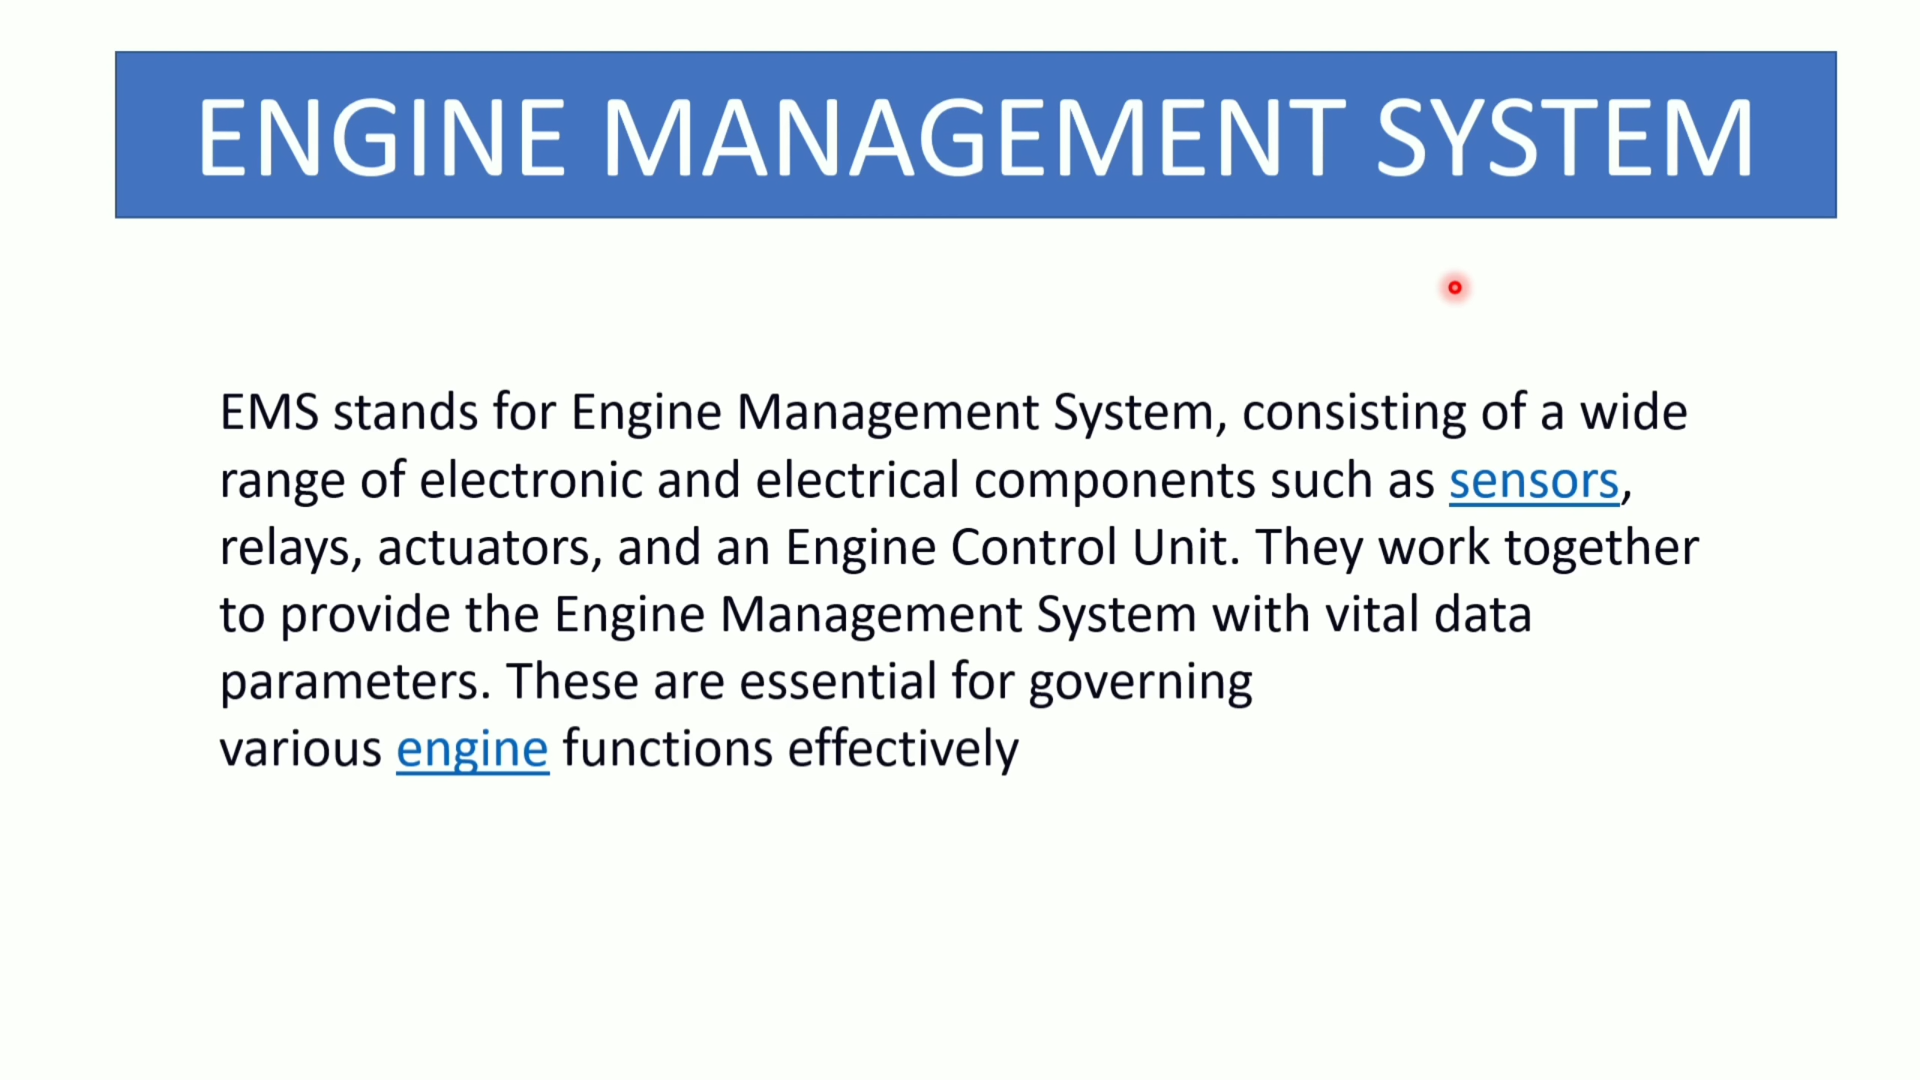 ENGINE MANAGEMENT SYSTEM
EMS stands for Engine Management System, consisting of a wide
range of electronic and electrical components such as sensors,
relays, actuators, and an Engine Control Unit. They work together
to provide the Engine Management System with vital data
parameters. These are essential for governing
various engine functions effectively